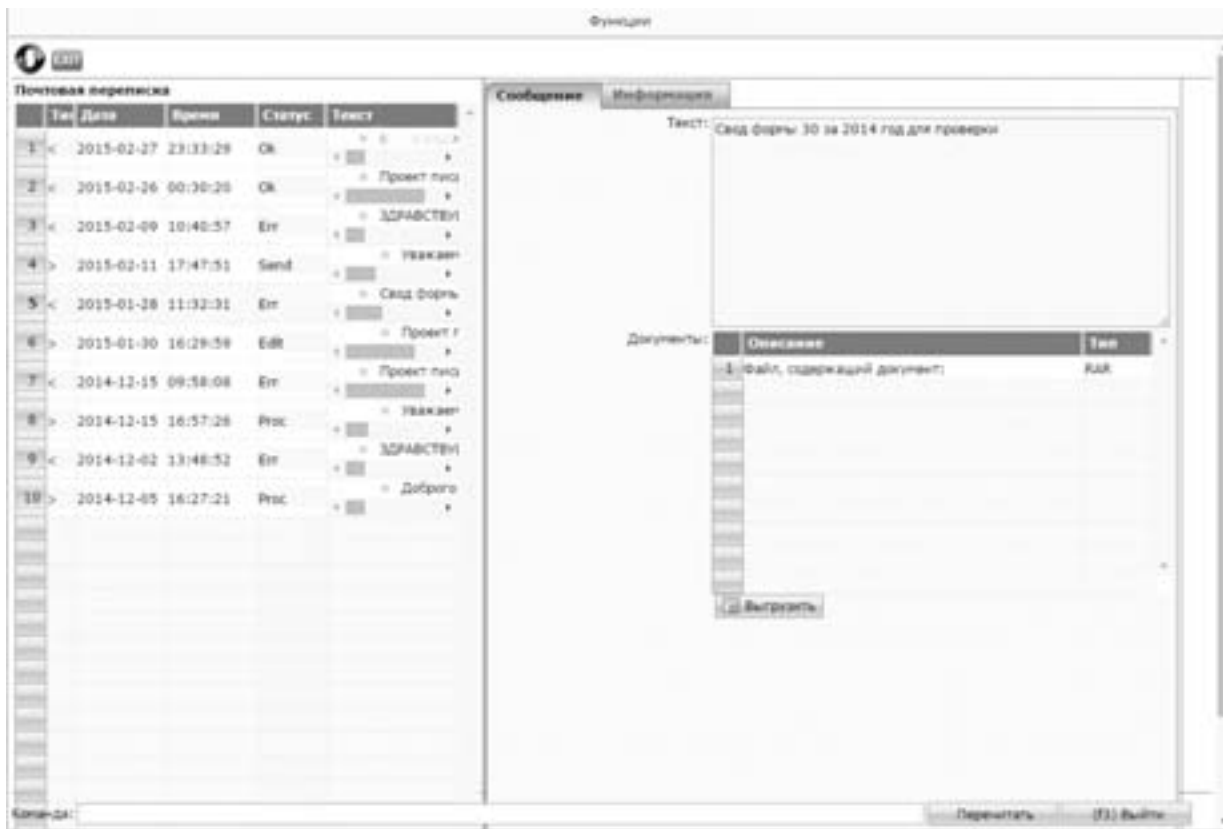 Функции
EXIT
Почтовая переписка
Тип Дата Время Статус Текст
1 < 2015-02-27 23:33:29 Ok
2 < 2015-02-26 00:30:20 Ok Проект пись
3 < 2015-02-09 10:40:57 Err ЗДРАВСТВУ
4 > 2015-02-11 17:47:51 Send Уважаем
5 < 2015-01-28 11:32:31 Err Свод формы
6 > 2015-01-30 16:29:59 Edit Проект п
7 < 2014-12-15 09:58:08 Err Проект пись
8 > 2014-12-15 16:57:26 Proc Уважаем
9 < 2014-12-02 13:48:52 Err ЗДРАВСТВУ
10 > 2014-12-05 16:27:21 Proc Доброго
Сообщение Информация
Текст: Свод формы 30 за 2014 год для проверки
Документы: Описание Тип
1 Файл, содержащий документ: RAR
Выгрузить
Команда: Перечитать (f3) Выйти